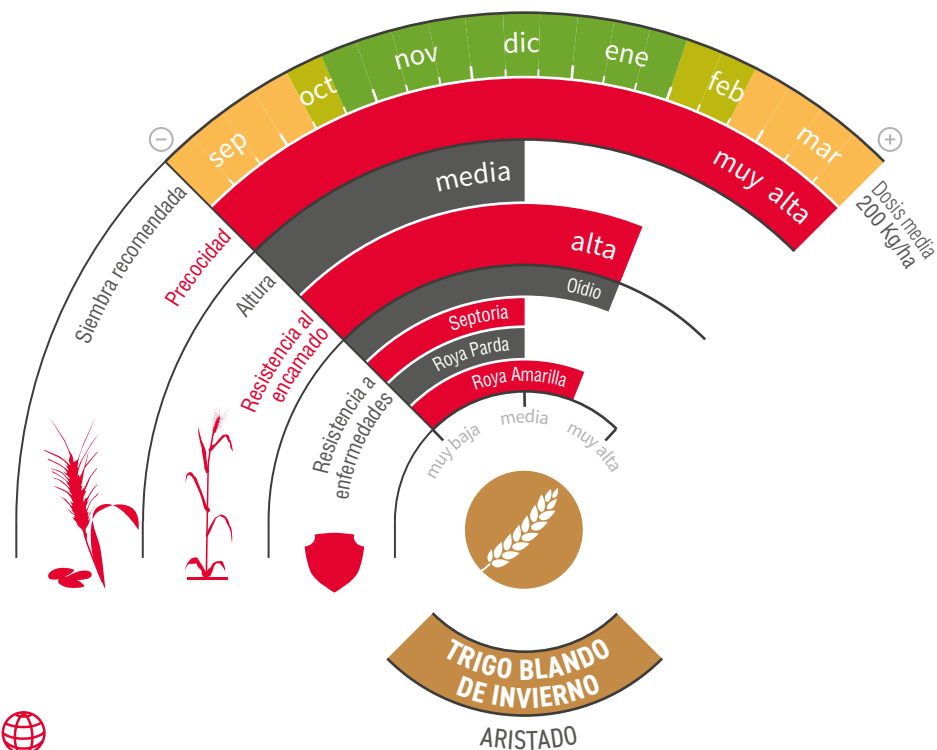 sep
oct
nov
dic
ene
feb
mar
−
+
Siembra recomendada
Dosis media
200 Kg/ha
Precocidad
muy alta
Altura
media
Resistencia al
encamado
alta
Resistencia a
enfermedades
Oídio
Septoria
Roya Parda
Roya Amarilla
muy baja
media
muy alta
TRIGO BLANDO
DE INVIERNO
ARISTADO